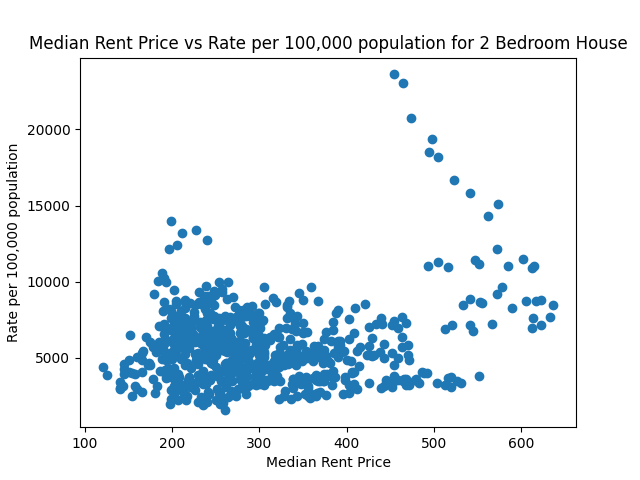 Median Rent Price vs Rate per 100,000 population for 2 Bedroom House
Rate per 100,000 population
20000
15000
10000
5000
100 200 300 400 500 600
Median Rent Price